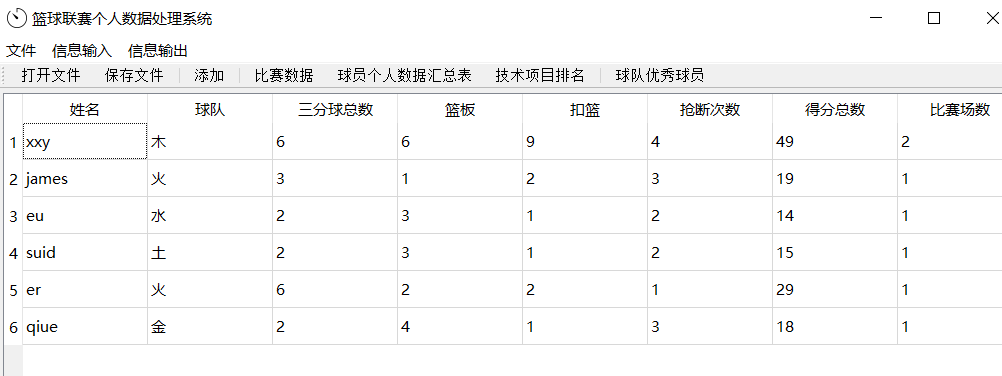 篮球联赛个人数据处理系统
文件 信息输入 信息输出
打开文件 保存文件 添加 比赛数据 球员个人数据汇总表 技术项目排名 球队优秀球员
姓名 球队 三分球总数 篮板 扣篮 抢断次数 得分总数 比赛场数
1 xxy 木 6 6 9 4 49 2
2 james 火 3 1 2 3 19 1
3 eu 水 2 3 1 2 14 1
4 suid 土 2 3 1 2 15 1
5 er 火 6 2 2 1 29 1
6 qiue 金 2 4 1 3 18 1